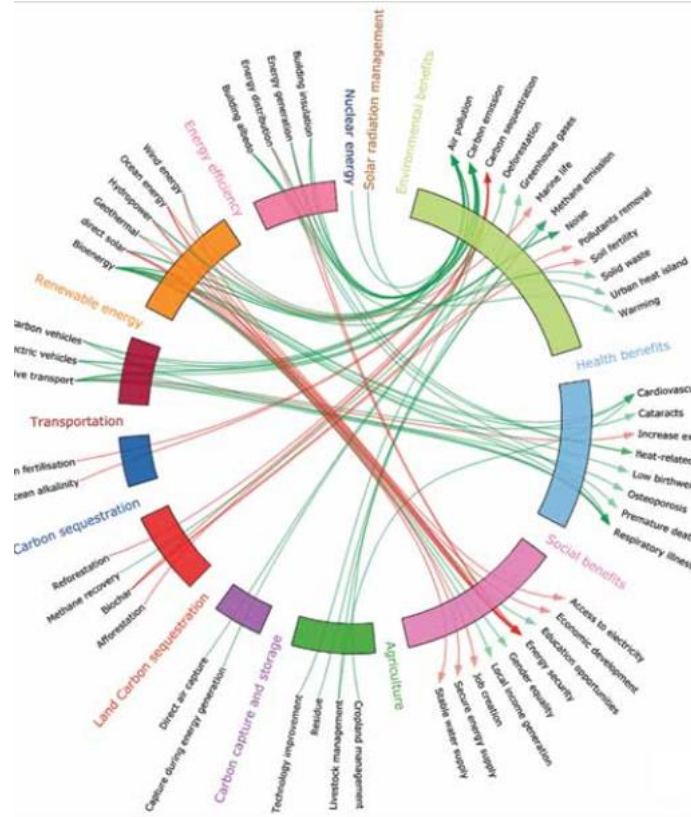 Solar radiation management
Nuclear energy
Building insulation
Energy generation
Energy distribution
Building albedo
Energy efficiency
Wind energy
Ocean energy
Hydropower
Geothermal
direct solar
Bioenergy
Renewable energy
carbon vehicles
ctric vehicles
ive transport
Transportation
n fertilisation
cean alkalinity
Carbon sequestration
Reforestation
Methane recovery
Biochar
Afforestation
Land Carbon sequestration
Direct air capture
Capture during energy generation
Carbon capture and storage
Technology improvement
Residue
Livestock management
Cropland management
Agriculture
Environmental benefits
Air pollution
Carbon emission
Carbon sequestration
Deforestation
Greenhouse gases
Marine life
Methane emission
Noise
Pollutants removal
Soil fertility
Solid waste
Urban heat island
Warming
Health benefits
Cardiovascu
Cataracts
Increase ex
Heat-related
Low birthwe
Osteoporosis
Premature deat
Respiratory illness
Social benefits
Access to electricity
Economic development
Education opportunities
Energy security
Gender equality
Local income generation
Job creation
Secure energy supply
Stable water supply